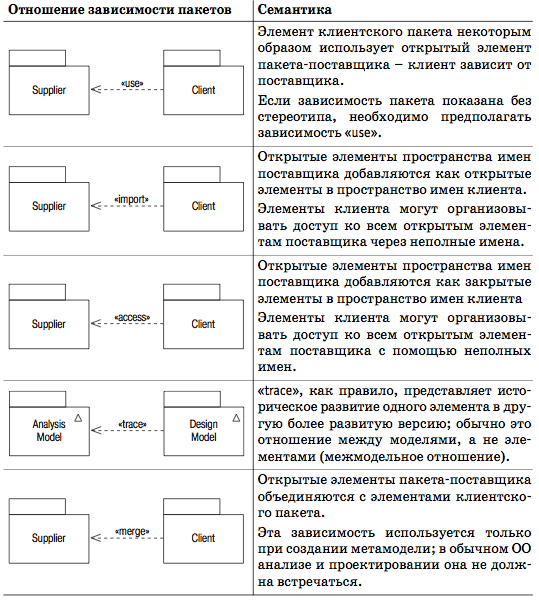 Отношение зависимости пакетов
Семантика
Supplier
«use»
Client
Элемент клиентского пакета некоторым
образом использует открытый элемент
пакета-поставщика – клиент зависит от
поставщика.
Если зависимость пакета показана без
стереотипа, необходимо предполагать
зависимость «use».
Supplier
«import»
Client
Открытые элементы пространства имен
поставщика добавляются как открытые
элементы в пространство имен клиента.
Элементы клиента могут организовы-
вать доступ ко всем открытым элемен-
там поставщика через неполные имена.
Supplier
«access»
Client
Открытые элементы пространства имен
поставщика добавляются как закрытые
элементы в пространство имен клиента
Элементы клиента могут организовы-
вать доступ ко всем открытым элемен-
там поставщика с помощью неполных
имен.
Analysis
Model
«trace»
Design
Model
«trace», как правило, представляет исто-
рическое развитие одного элемента в дру-
гую более развитую версию; обычно это
отношение между моделями, а не эле-
ментами (межмодельное отношение).
Supplier
«merge»
Client
Открытые элементы пакета-поставщика
объединяются с элементами клиентско-
го пакета.
Эта зависимость используется только
при создании метамодели; в обычном ОО
анализе и проектировании она не долж-
на встречаться.